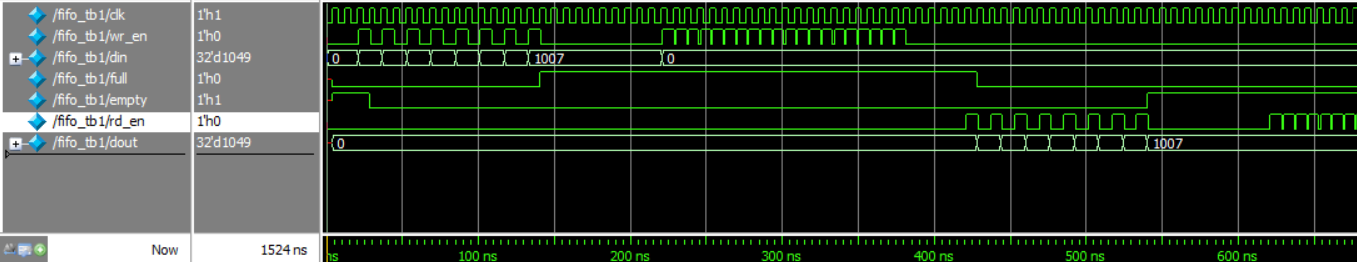 /fifo_tb1/clk 1'h1
/fifo_tb1/wr_en 1'h0
/fifo_tb1/din 32'd1049 0 1007 0
/fifo_tb1/full 1'h0
/fifo_tb1/empty 1'h1
/fifo_tb1/rd_en 1'h0
/fifo_tb1/dout 32'd1049 0 1007
Now 1524 ns ns 100 ns 200 ns 300 ns 400 ns 500 ns 600 ns